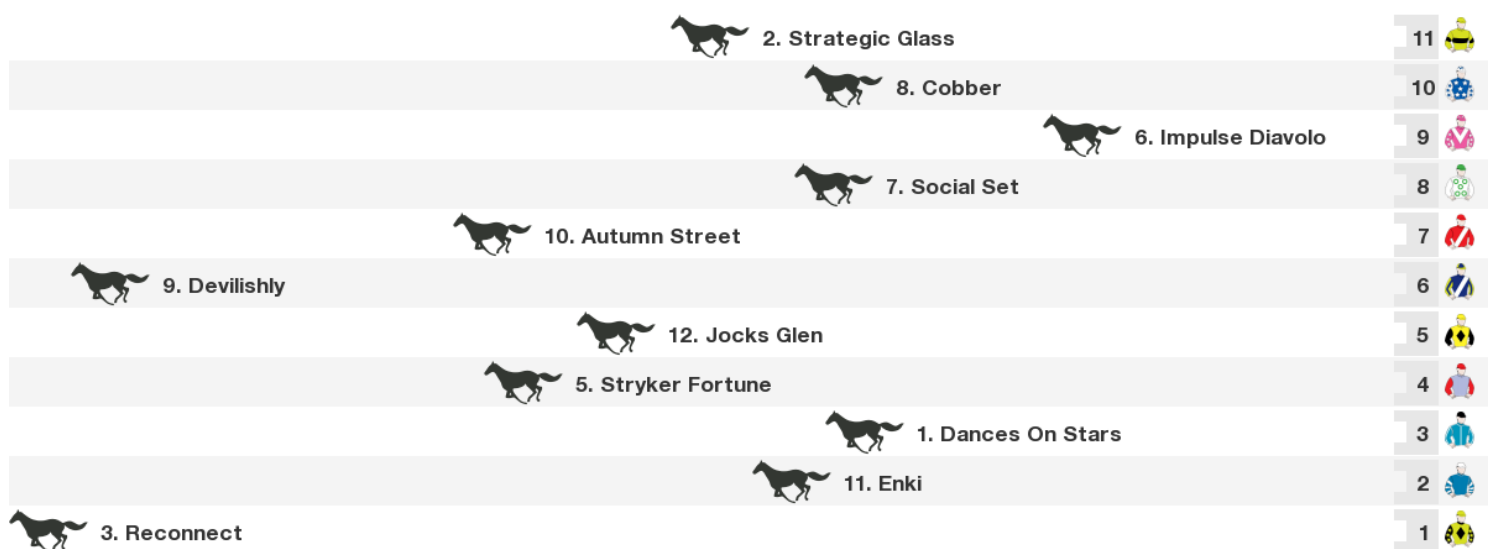 2. Strategic Glass 11
8. Cobber 10
6. Impulse Diavolo 9
7. Social Set 8
10. Autumn Street 7
9. Devilishly 6
12. Jocks Glen 5
5. Stryker Fortune 4
1. Dances On Stars 3
11. Enki 2
3. Reconnect 1